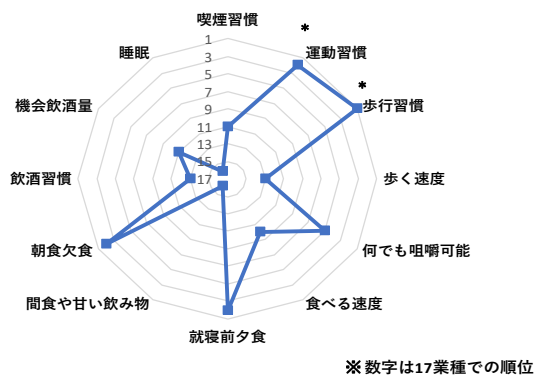 喫煙習慣
*
運動習慣
*
歩行習慣
歩く速度
何でも咀嚼可能
食べる速度
就寝前夕食
間食や甘い飲み物
朝食欠食
飲酒習慣
機会飲酒量
睡眠
1
3
5
7
9
11
13
15
17
※数字は17業種での順位